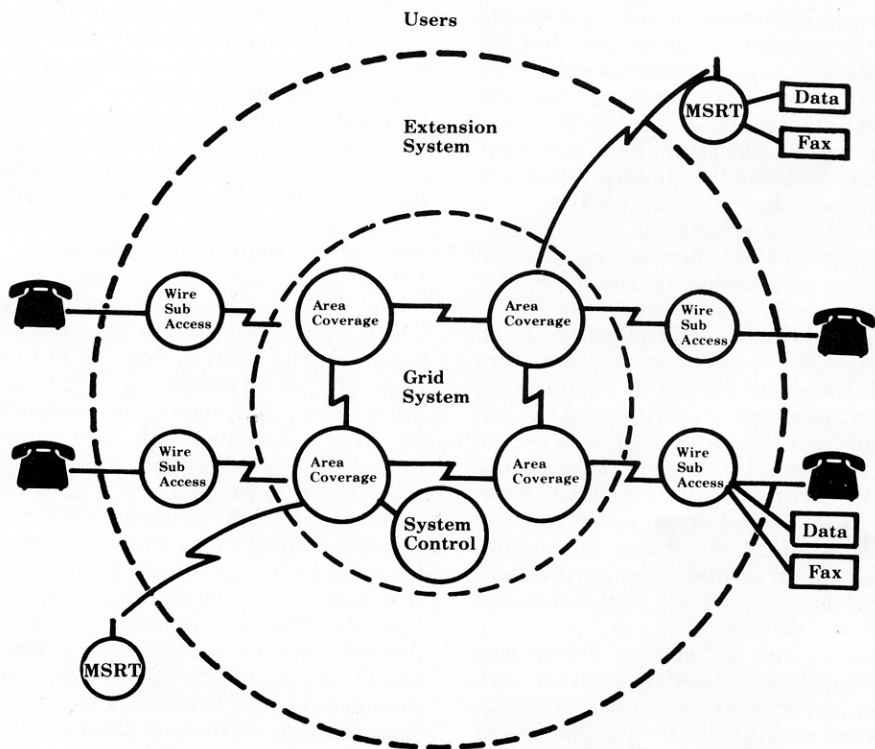 Users
Extension
System
MSRT
Data
Fax
Wire
Sub
Access
Area
Coverage
Area
Coverage
Wire
Sub
Access
Grid
System
Wire
Sub
Access
Area
Coverage
Area
Coverage
Wire
Sub
Access
System
Control
Data
Fax
MSRT